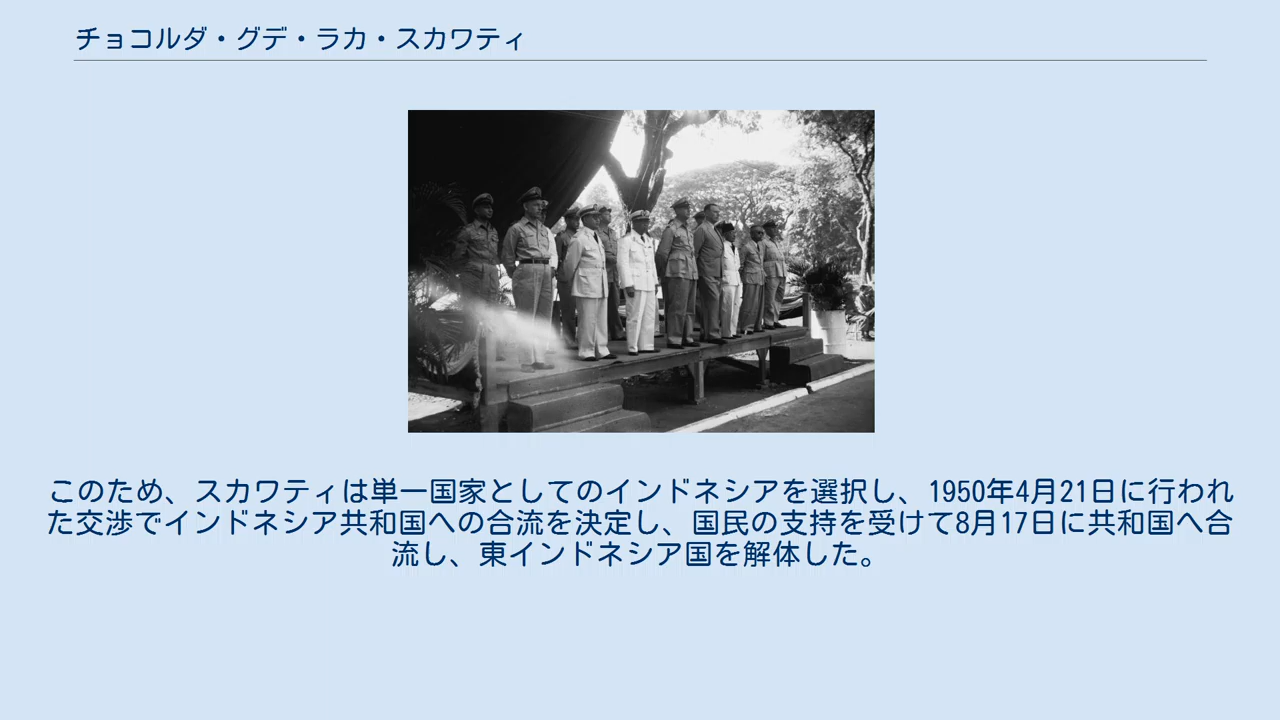 チョコルダ・グデ・ラカ・スカワティ
このため、スカワティは単一国家としてのインドネシアを選択し、1950年4月21日に行われ
た交渉でインドネシア共和国への合流を決定し、国民の支持を受けて8月17日に共和国へ合
流し、東インドネシア国を解体した。